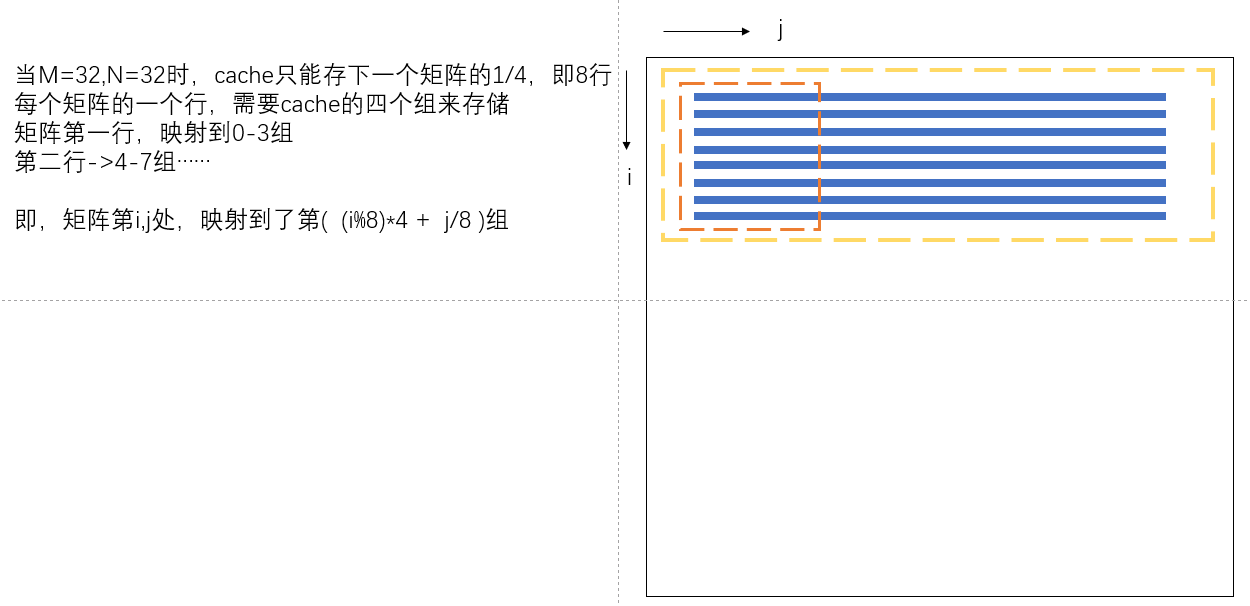 当M=32,N=32时，cache只能存下一个矩阵的1/4，即8行
每个矩阵的一个行，需要cache的四个组来存储
矩阵第一行，映射到0-3组
第二行->4-7组……
即，矩阵第i,j处，映射到了第( (i%8)*4 + j/8 )组
j
i